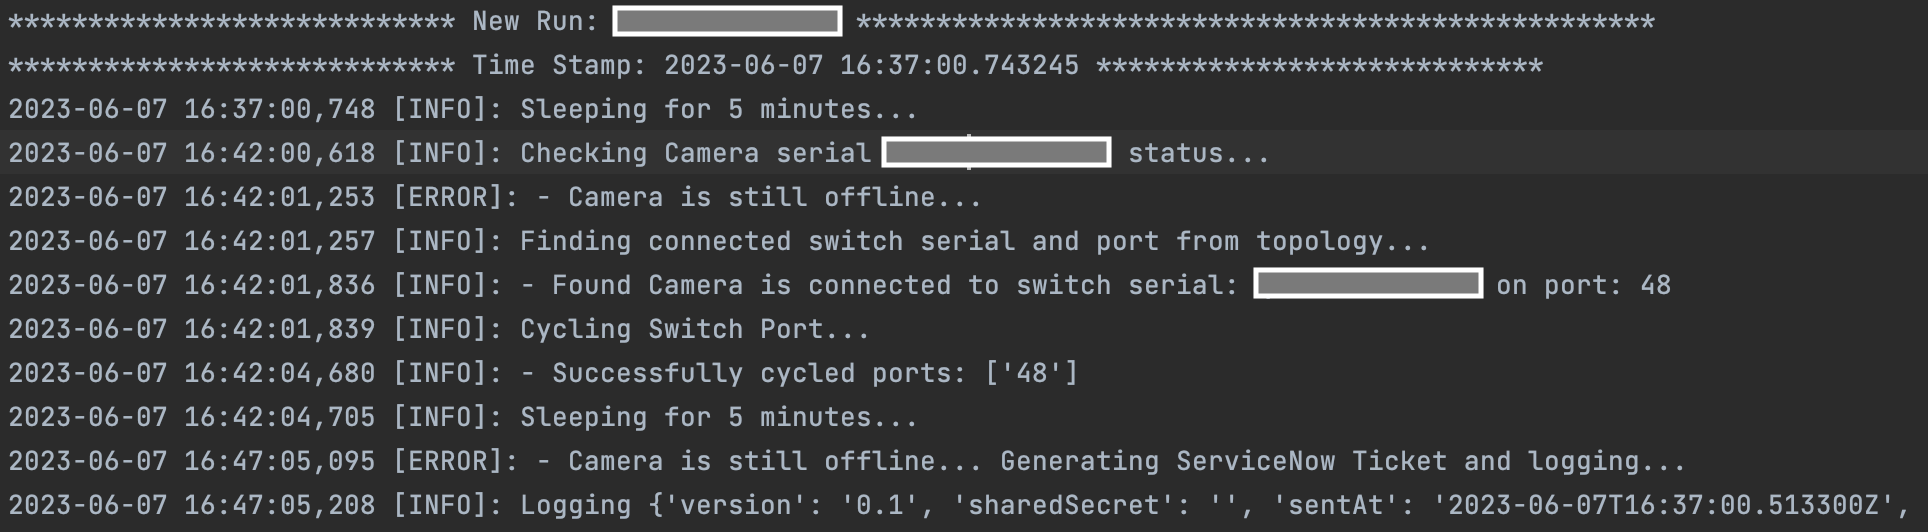 **************************** New Run: **************************************************
**************************** Time Stamp: 2023-06-07 16:37:00.743245 ****************************
2023-06-07 16:37:00,748 [INFO]: Sleeping for 5 minutes...
2023-06-07 16:42:00,618 [INFO]: Checking Camera serial status...
2023-06-07 16:42:01,253 [ERROR]: - Camera is still offline...
2023-06-07 16:42:01,257 [INFO]: Finding connected switch serial and port from topology...
2023-06-07 16:42:01,836 [INFO]: - Found Camera is connected to switch serial: on port: 48
2023-06-07 16:42:01,839 [INFO]: Cycling Switch Port...
2023-06-07 16:42:04,680 [INFO]: - Successfully cycled ports: ['48']
2023-06-07 16:42:04,705 [INFO]: Sleeping for 5 minutes...
2023-06-07 16:47:05,095 [ERROR]: - Camera is still offline... Generating ServiceNow Ticket and logging...
2023-06-07 16:47:05,208 [INFO]: Logging {'version': '0.1', 'sharedSecret': '', 'sentAt': '2023-06-07T16:37:00.513300Z',